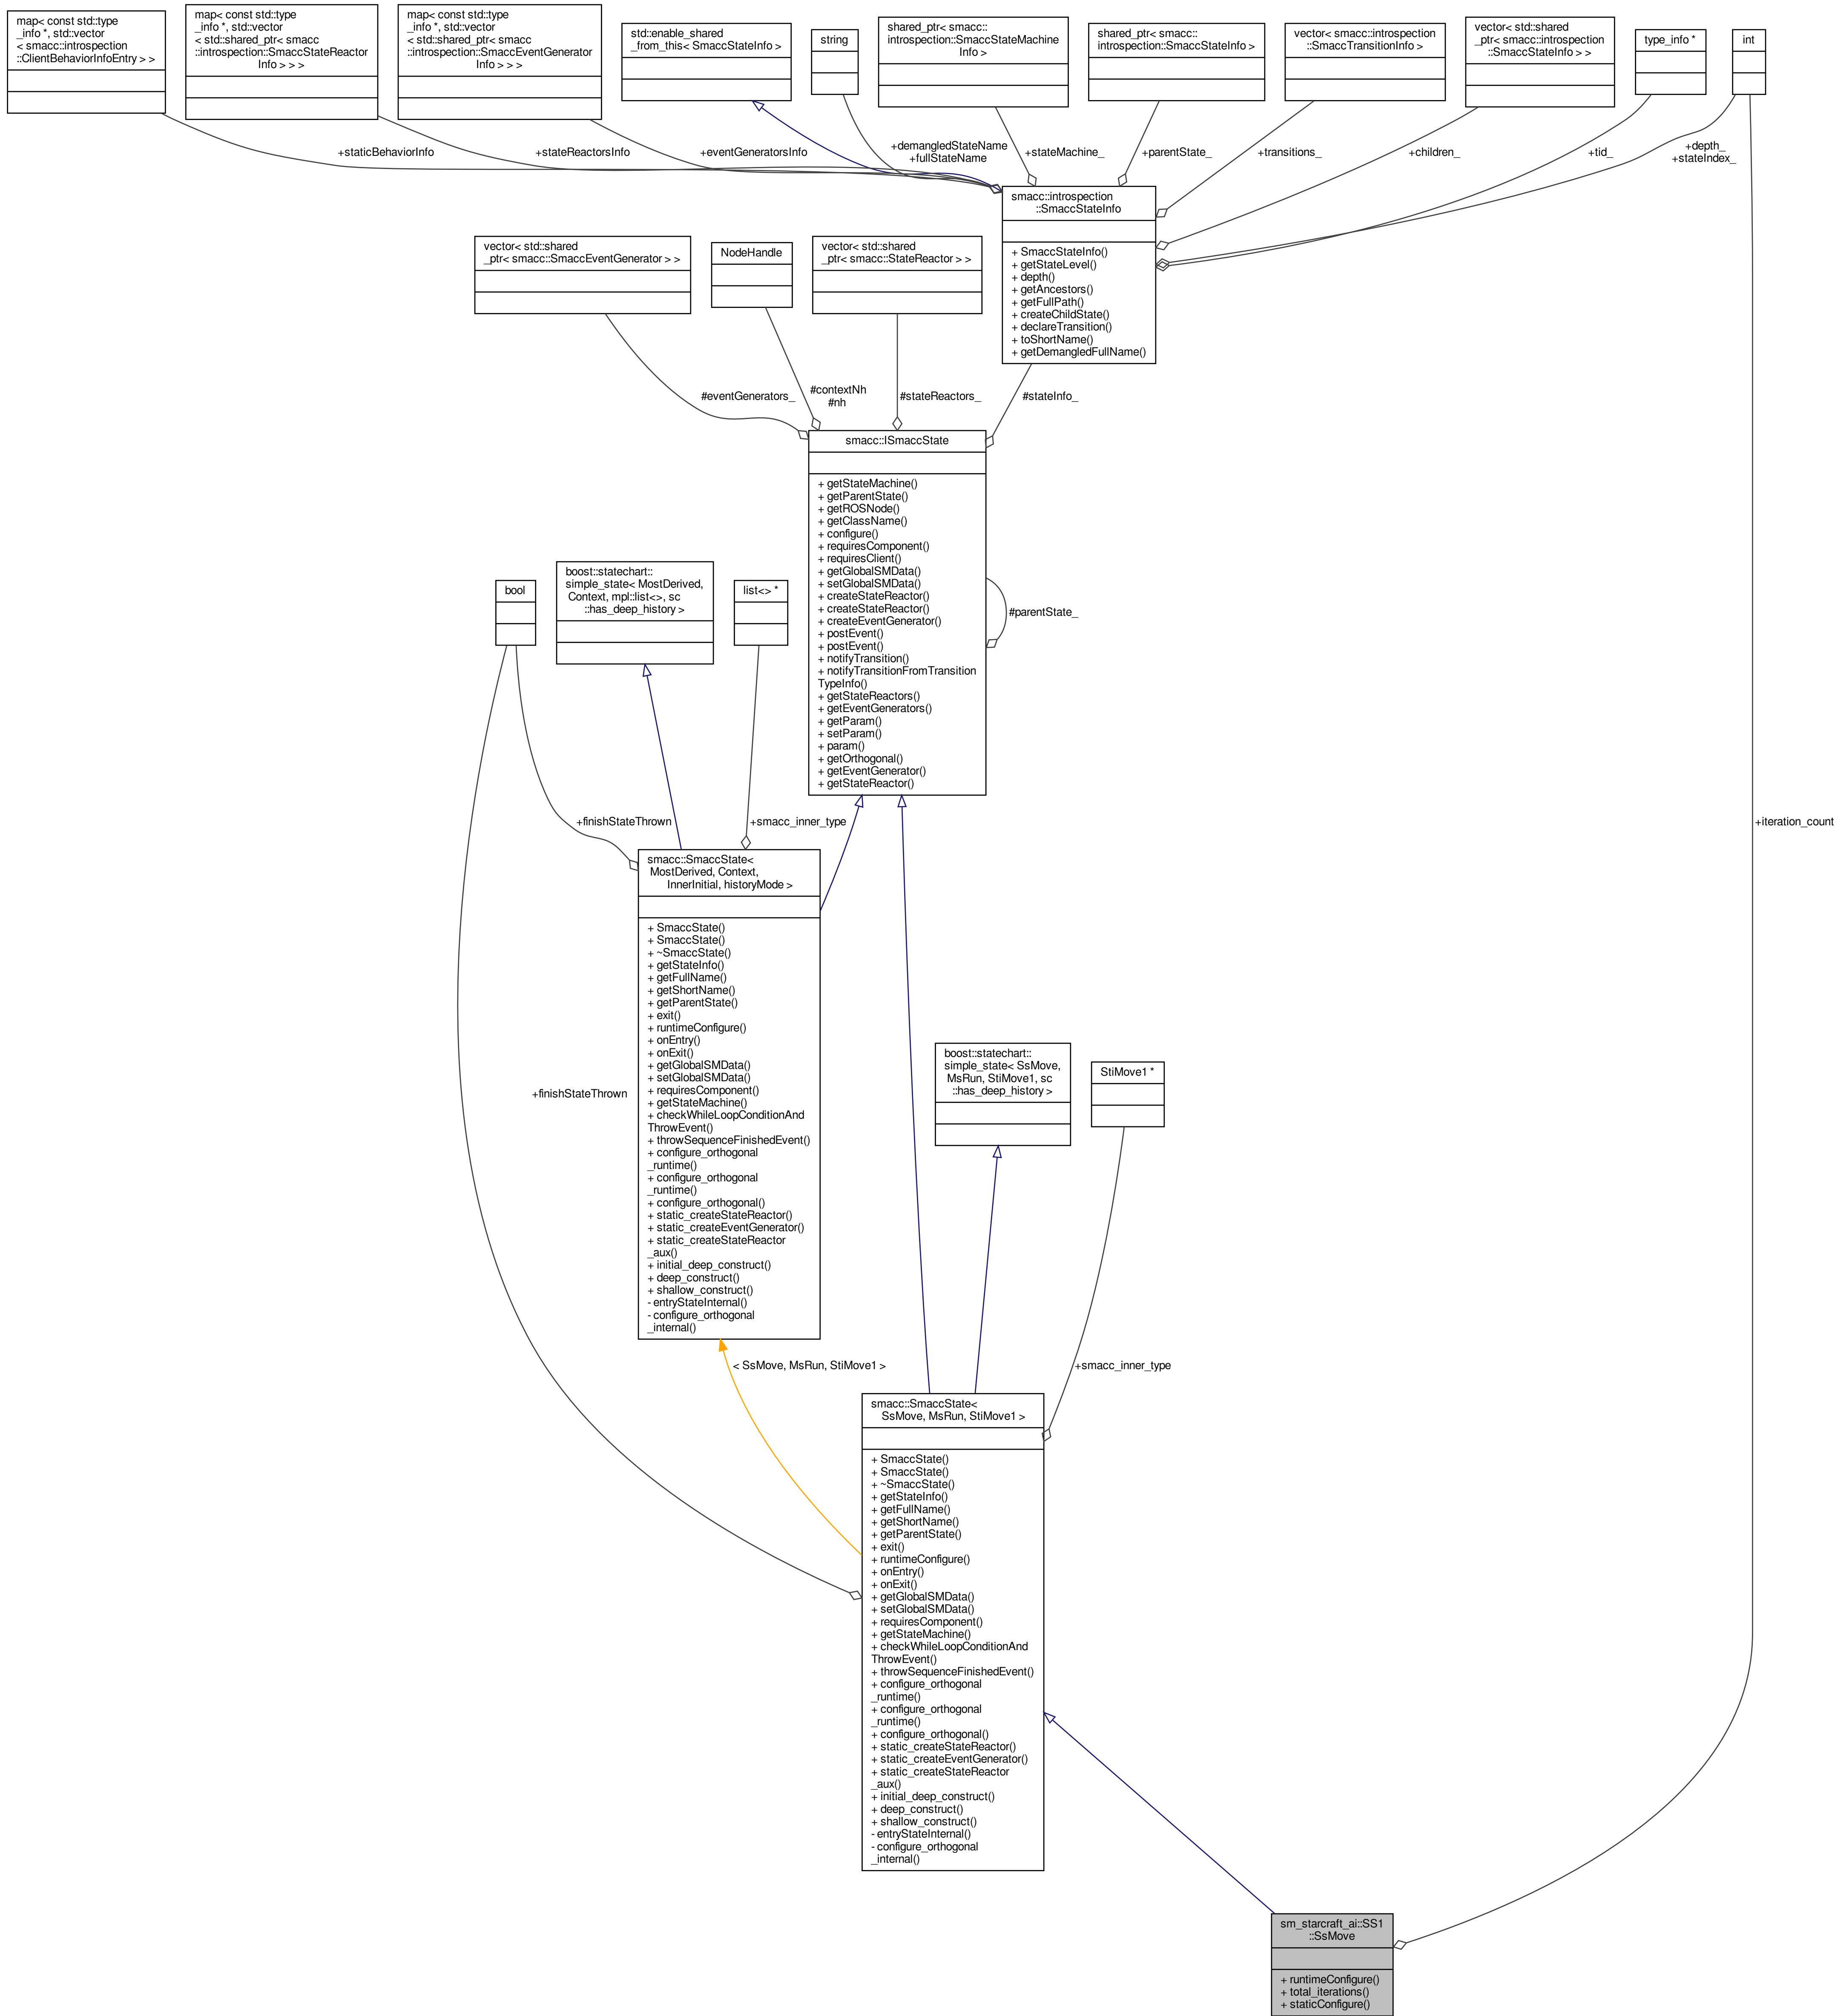 map< const std::type
_info *, std::vector
< smacc::introspection
::ClientBehaviorInfoEntry > >
map< const std::type
_info *, std::vector
< std::shared_ptr< smacc
::introspection::SmaccStateReactor
Info > > >
map< const std::type
_info *, std::vector
< std::shared_ptr< smacc
::introspection::SmaccEventGenerator
Info > > >
std::enable_shared
_from_this< SmaccStateInfo >
string
shared_ptr< smacc::
introspection::SmaccStateMachine
Info >
shared_ptr< smacc::
introspection::SmaccStateInfo >
vector< smacc::introspection
::SmaccTransitionInfo >
vector< std::shared
_ptr< smacc::introspection
::SmaccStateInfo > >
type_info *
int
+staticBehaviorInfo
+stateReactorsInfo
+eventGeneratorsInfo
+demangledStateName
+fullStateName
+stateMachine_
+parentState_
+transitions_
+children_
+tid_
+depth_
+stateIndex_
smacc::introspection
::SmaccStateInfo
+ SmaccStateInfo()
+ getStateLevel()
+ depth()
+ getAncestors()
+ getFullPath()
+ createChildState()
+ declareTransition()
+ toShortName()
+ getDemangledFullName()
vector< std::shared
_ptr< smacc::SmaccEventGenerator > >
NodeHandle
vector< std::shared
_ptr< smacc::StateReactor > >
#eventGenerators_
#contextNh
#nh
#stateReactors_
#stateInfo_
smacc::ISmaccState
+ getStateMachine()
+ getParentState()
+ getROSNode()
+ getClassName()
+ configure()
+ requiresComponent()
+ requiresClient()
+ getGlobalSMData()
+ setGlobalSMData()
+ createStateReactor()
+ createStateReactor()
+ createEventGenerator()
+ postEvent()
+ postEvent()
+ notifyTransition()
+ notifyTransitionFromTransition
TypeInfo()
+ getStateReactors()
+ getEventGenerators()
+ getParam()
+ setParam()
+ param()
+ getOrthogonal()
+ getEventGenerator()
+ getStateReactor()
#parentState_
bool
boost::statechart::
simple_state< MostDerived,
Context, mpl::list<>, sc
::has_deep_history >
list<> *
+finishStateThrown
+smacc_inner_type
+iteration_count
smacc::SmaccState<
MostDerived, Context,
InnerInitial, historyMode >
+ SmaccState()
+ SmaccState()
+ ~SmaccState()
+ getStateInfo()
+ getFullName()
+ getShortName()
+ getParentState()
+ exit()
+ runtimeConfigure()
+ onEntry()
+ onExit()
+ getGlobalSMData()
+ setGlobalSMData()
+ requiresComponent()
+ getStateMachine()
+ checkWhileLoopConditionAnd
ThrowEvent()
+ throwSequenceFinishedEvent()
+ configure_orthogonal
_runtime()
+ configure_orthogonal
_runtime()
+ configure_orthogonal()
+ static_createStateReactor()
+ static_createEventGenerator()
+ static_createStateReactor
_aux()
+ initial_deep_construct()
+ deep_construct()
+ shallow_construct()
- entryStateInternal()
- configure_orthogonal
_internal()
+finishStateThrown
boost::statechart::
simple_state< SsMove,
MsRun, StiMove1, sc
::has_deep_history >
StiMove1 *
< SsMove, MsRun, StiMove1 >
+smacc_inner_type
smacc::SmaccState<
SsMove, MsRun, StiMove1 >
+ SmaccState()
+ SmaccState()
+ ~SmaccState()
+ getStateInfo()
+ getFullName()
+ getShortName()
+ getParentState()
+ exit()
+ runtimeConfigure()
+ onEntry()
+ onExit()
+ getGlobalSMData()
+ setGlobalSMData()
+ requiresComponent()
+ getStateMachine()
+ checkWhileLoopConditionAnd
ThrowEvent()
+ throwSequenceFinishedEvent()
+ configure_orthogonal
_runtime()
+ configure_orthogonal
_runtime()
+ configure_orthogonal()
+ static_createStateReactor()
+ static_createEventGenerator()
+ static_createStateReactor
_aux()
+ initial_deep_construct()
+ deep_construct()
+ shallow_construct()
- entryStateInternal()
- configure_orthogonal
_internal()
sm_starcraft_ai::SS1
::SsMove
+ runtimeConfigure()
+ total_iterations()
+ staticConfigure()